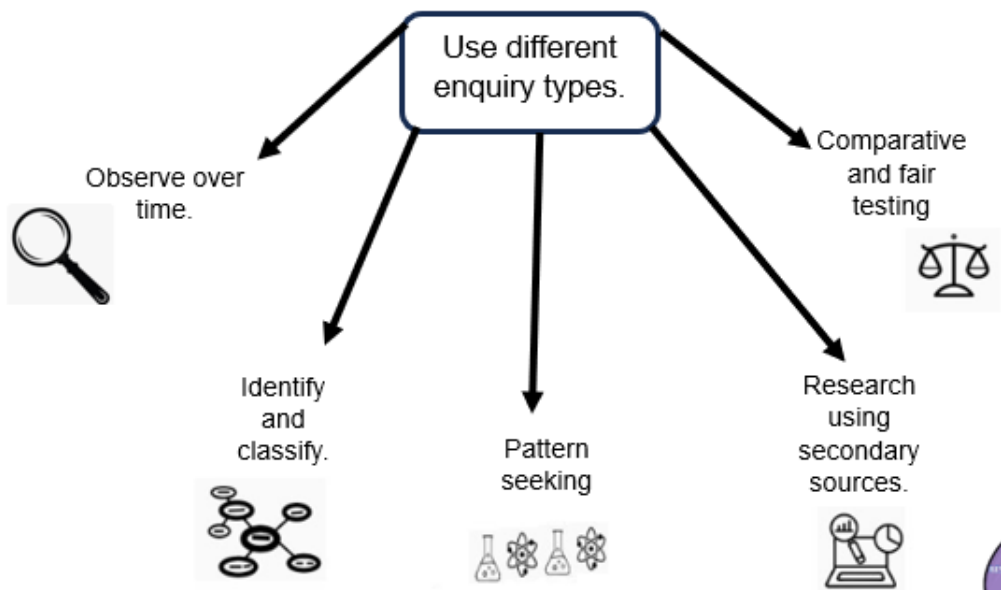 Use different
enquiry types.
Observe over
time.
Comparative
and fair
testing
Identify
and
classify.
Pattern
seeking
Research
using
secondary
sources.